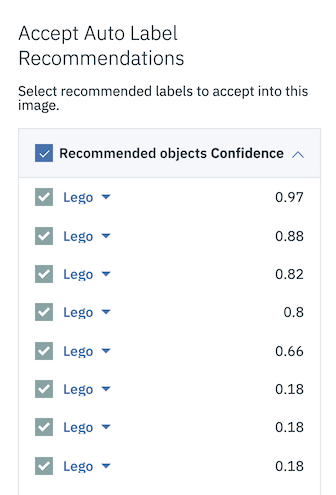 Accept Auto Label
Recommendations
Select recommended labels to accept into this
image.
Recommended objects Confidence
Lego 0.97
Lego 0.88
Lego 0.82
Lego 0.8
Lego 0.66
Lego 0.18
Lego 0.18
Lego 0.18